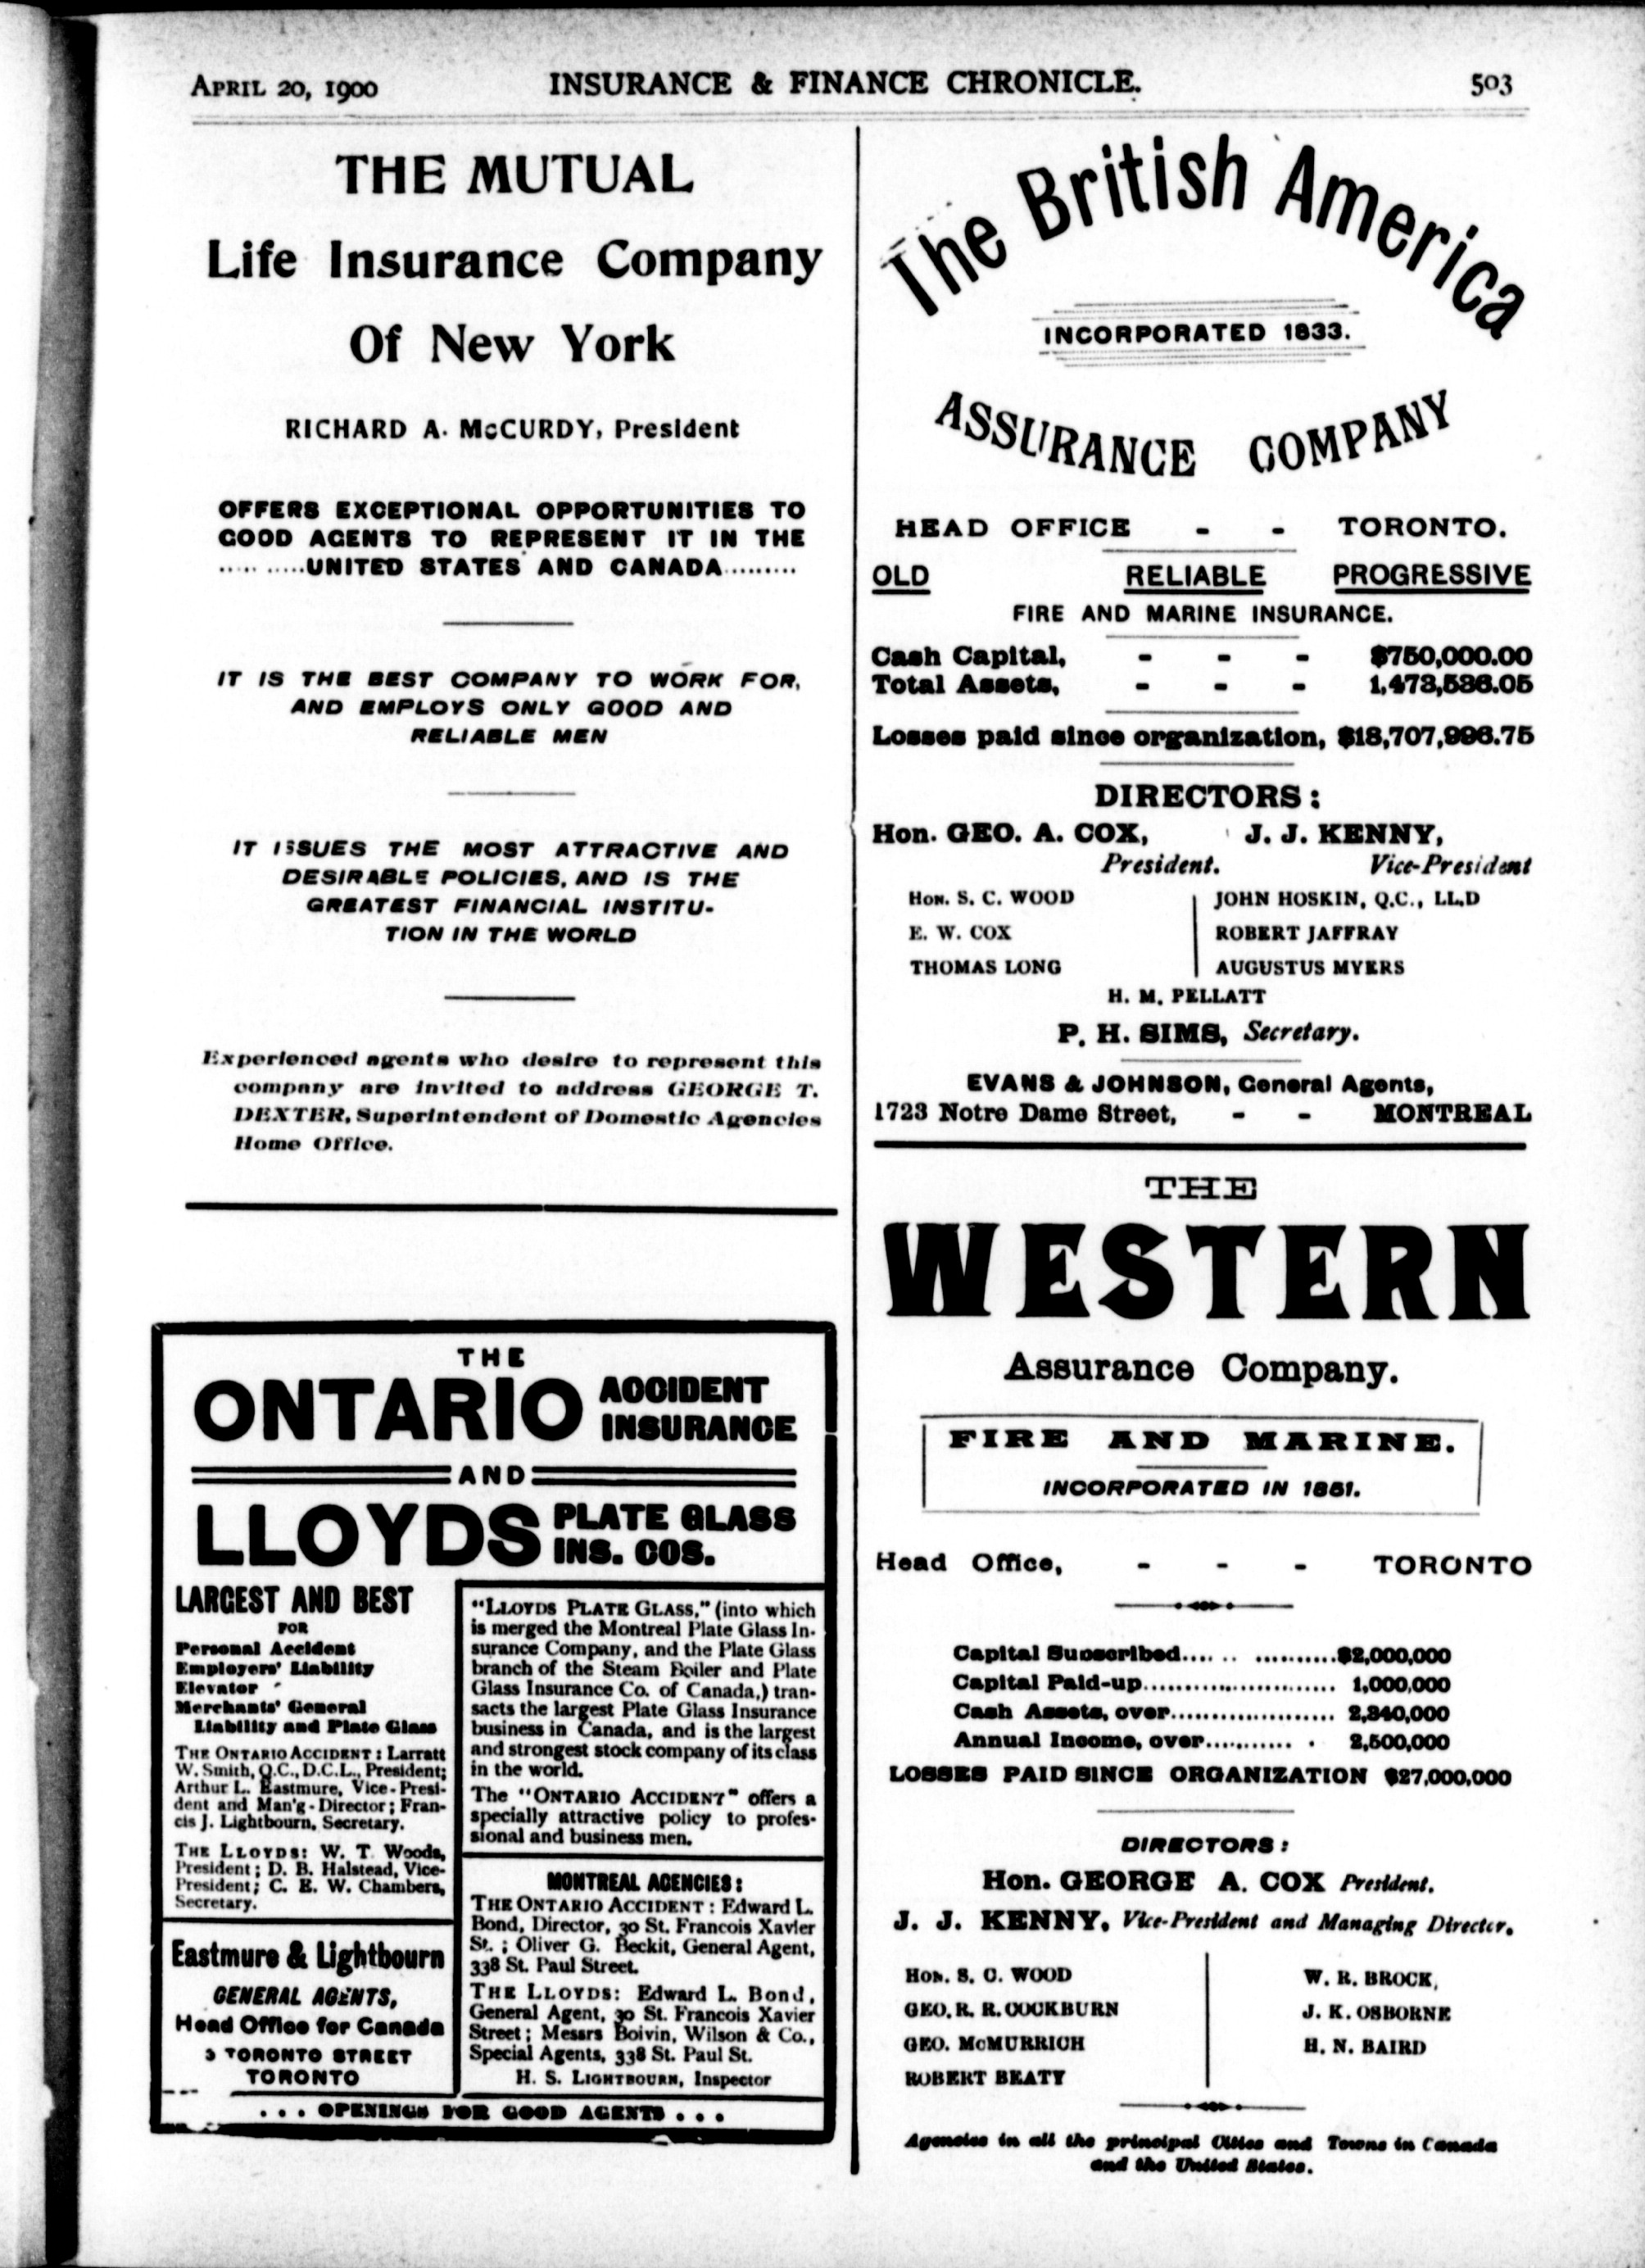 APRIL 20, 1900 INSURANCE & FINANCE CHRONICLE. 503
THE MUTUAL
Life Insurance Company
Of New York
RICHARD A. McCURDY, President
OFFERS EXCEPTIONAL OPPORTUNITIES TO
GOOD AGENTS TO REPRESENT IT IN THE
..........UNITED STATES AND CANADA.........
IT IS THE BEST COMPANY TO WORK FOR,
AND EMPLOYS ONLY GOOD AND
RELIABLE MEN
IT ISSUES THE MOST ATTRACTIVE AND
DESIRABLE POLICIES, AND IS THE
GREATEST FINANCIAL INSTITU-
TION IN THE WORLD
Experienced agents who desire to represent this
company are invited to address GEORGE T.
DEXTER, Superintendent of Domestic Agencies
Home Office.
THE
ONTARIO ACCIDENT
INSURANCE
AND
LLOYDS PLATE GLASS
INS. COS.
LARGEST AND BEST
FOR
Personal Accident
Employers' Liability
Elevator
Merchants' General
Liability and Plate Glass
THE ONTARIO ACCIDENT : Larratt
W. Smith, Q.C., D.C.L., President;
Arthur L. Eastmure, Vice-Presi-
dent and Man'g-Director; Fran-
cis J. Lightbourn, Secretary.
THE LLOYDS: W. T. Woods,
President; D. B. Halstead, Vice-
President; C. E. W. Chambers,
Secretary.
Eastmure & Lightbourn
GENERAL AGENTS,
Head Office for Canada
3 TORONTO STREET
TORONTO
"LLOYDS PLATE GLASS," (into which
is merged the Montreal Plate Glass In-
surance Company, and the Plate Glass
branch of the Steam Boiler and Plate
Glass Insurance Co. of Canada,) tran-
sacts the largest Plate Glass Insurance
business in Canada, and is the largest
and strongest stock company of its class
in the world.
The "ONTARIO ACCIDENT" offers a
specially attractive policy to profes-
sional and business men.
MONTREAL AGENCIES:
THE ONTARIO ACCIDENT : Edward L.
Bond, Director, 30 St. Francois Xavier
St. ; Oliver G. Beckit, General Agent,
338 St. Paul Street.
THE LLOYDS: Edward L. Bond,
General Agent, 30 St. Francois Xavier
Street; Messrs Boivin, Wilson & Co.,
Special Agents, 338 St. Paul St.
H. S. LIGHTBOURN, Inspector
. . . OPENINGS FOR GOOD AGENTS . . .
The British America
INCORPORATED 1833.
ASSURANCE COMPANY
HEAD OFFICE - - TORONTO.
OLD RELIABLE PROGRESSIVE
FIRE AND MARINE INSURANCE.
Cash Capital, - - - $750,000.00
Total Assets, - - - 1,473,536.05
Losses paid since organization, $18,707,996.75
DIRECTORS:
Hon. GEO. A. COX, J. J. KENNY,
President. Vice-President
HON. S. C. WOOD JOHN HOSKIN, Q.C., LL.D
E. W. COX ROBERT JAFFRAY
THOMAS LONG AUGUSTUS MYERS
H. M. PELLATT
P. H. SIMS, Secretary.
EVANS & JOHNSON, General Agents,
1723 Notre Dame Street, - - MONTREAL
THE
WESTERN
Assurance Company.
FIRE AND MARINE.
INCORPORATED IN 1851.
Head Office, - - - TORONTO
Capital Subscribed.... .. ..........$2,000,000
Capital Paid-up......................... 1,000,000
Cash Assets, over..................... 2,340,000
Annual Income, over........... . 2,500,000
LOSSES PAID SINCE ORGANIZATION $27,000,000
DIRECTORS:
Hon. GEORGE A. COX President.
J. J. KENNY, Vice-President and Managing Director.
HON. S. C. WOOD W. R. BROCK,
GEO. R. R. COCKBURN J. K. OSBORNE
GEO. McMURRICH H. N. BAIRD
ROBERT BEATY
Agencies in all the principal Cities and Towns in Canada
and the United States.